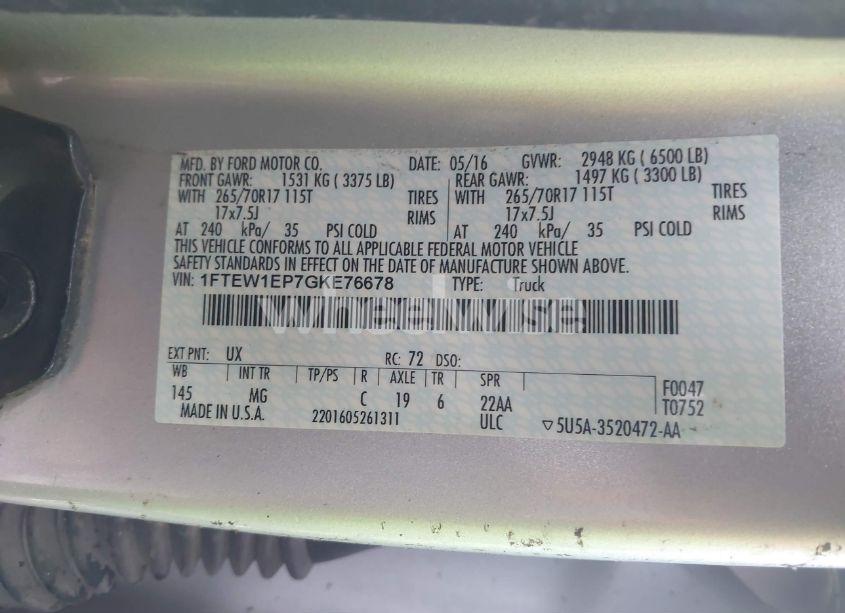 MFD. BY FORD MOTOR CO. DATE: 05/16 GVWR: 2948 KG ( 6500 LB)
FRONT GAWR: 1531 KG ( 3375 LB) REAR GAWR: 1497 KG ( 3300 LB)
WITH 265/70R17 115T TIRES WITH 265/70R17 115T TIRES
17x7.5J RIMS 17x7.5J RIMS
AT 240 kPa/ 35 PSI COLD AT 240 kPa/ 35 PSI COLD
THIS VEHICLE CONFORMS TO ALL APPLICABLE FEDERAL MOTOR VEHICLE
SAFETY STANDARDS IN EFFECT ON THE DATE OF MANUFACTURE SHOWN ABOVE.
VIN: 1FTEW1EP7GKE76678 TYPE: Truck
wheelwise
EXT PNT: UX RC: 72 DSO:
WB INT TR TP/PS R AXLE TR SPR F0047
145 MG C 19 6 22AA T0752
MADE IN U.S.A. 2201605261311 ULC ▽5U5A-3520472-AA